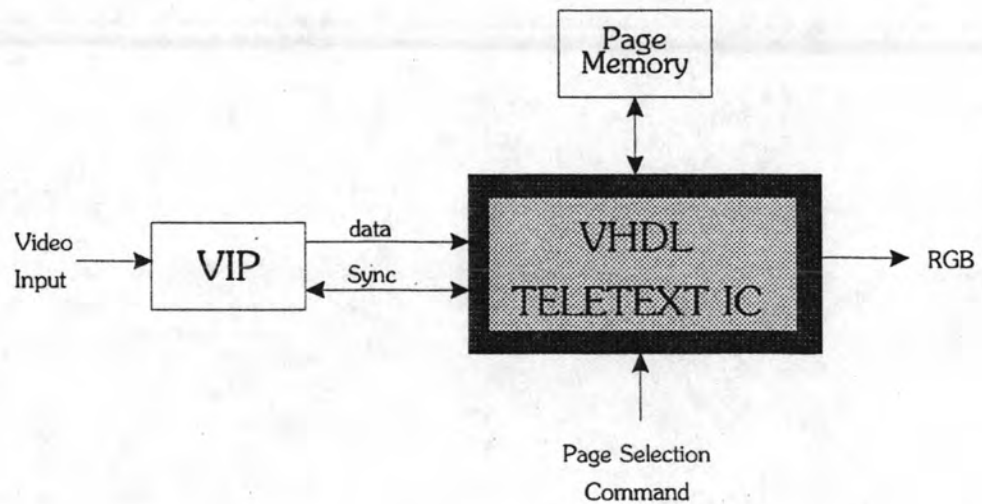 Page
Memory
Video
Input
VIP
data
Sync
VHDL
TELETEXT IC
RGB
Page Selection
Command